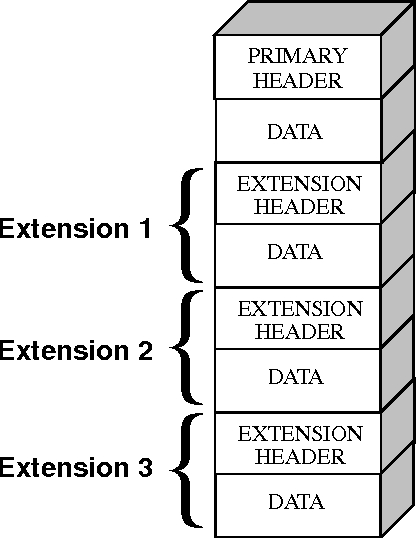 PRIMARY
HEADER
DATA
EXTENSION
HEADER
Extension 1
DATA
EXTENSION
HEADER
Extension 2
DATA
EXTENSION
HEADER
Extension 3
DATA